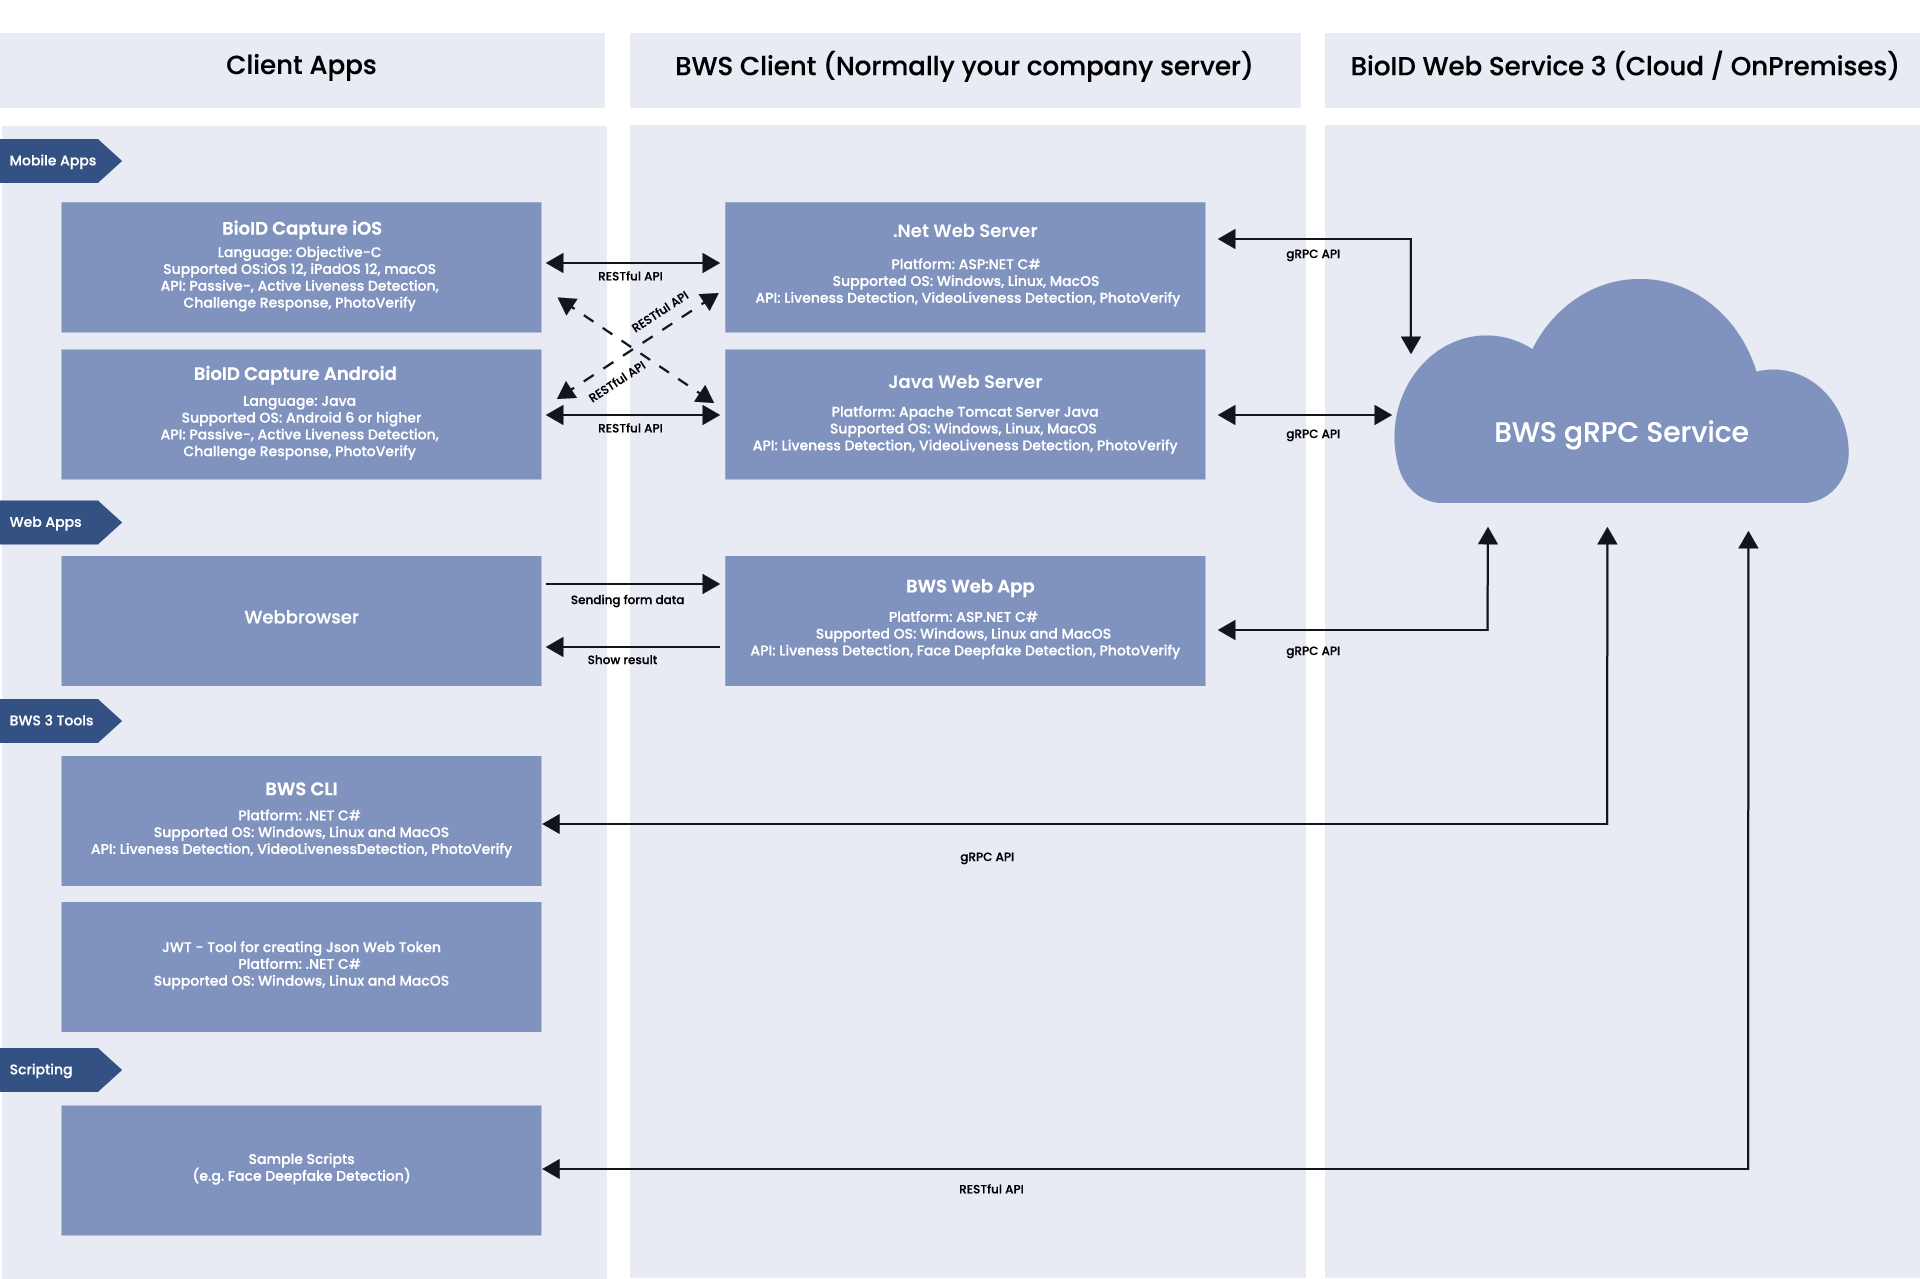 Client Apps
BWS Client (Normally your company server)
BioID Web Service 3 (Cloud / OnPremises)
Mobile Apps
BioID Capture iOS
Language: Objective-C
Supported OS:iOS 12, iPadOS 12, macOS
API: Passive-, Active Liveness Detection,
Challenge Response, PhotoVerify
RESTful API
.Net Web Server
Platform: ASP:NET C#
Supported OS: Windows, Linux, MacOS
API: Liveness Detection, VideoLiveness Detection, PhotoVerify
gRPC API
RESTful API
RESTful API
BioID Capture Android
Language: Java
Supported OS: Android 6 or higher
API: Passive-, Active Liveness Detection,
Challenge Response, PhotoVerify
RESTful API
Java Web Server
Platform: Apache Tomcat Server Java
Supported OS: Windows, Linux, MacOS
API: Liveness Detection, VideoLiveness Detection, PhotoVerify
gRPC API
BWS gRPC Service
Web Apps
Webbrowser
Sending form data
Show result
BWS Web App
Platform: ASP.NET C#
Supported OS: Windows, Linux and MacOS
API: Liveness Detection, Face Deepfake Detection, PhotoVerify
gRPC API
BWS 3 Tools
BWS CLI
Platform: .NET C#
Supported OS: Windows, Linux and MacOS
API: Liveness Detection, VideoLivenessDetection, PhotoVerify
gRPC API
JWT - Tool for creating Json Web Token
Platform: .NET C#
Supported OS: Windows, Linux and MacOS
Scripting
Sample Scripts
(e.g. Face Deepfake Detection)
RESTful API